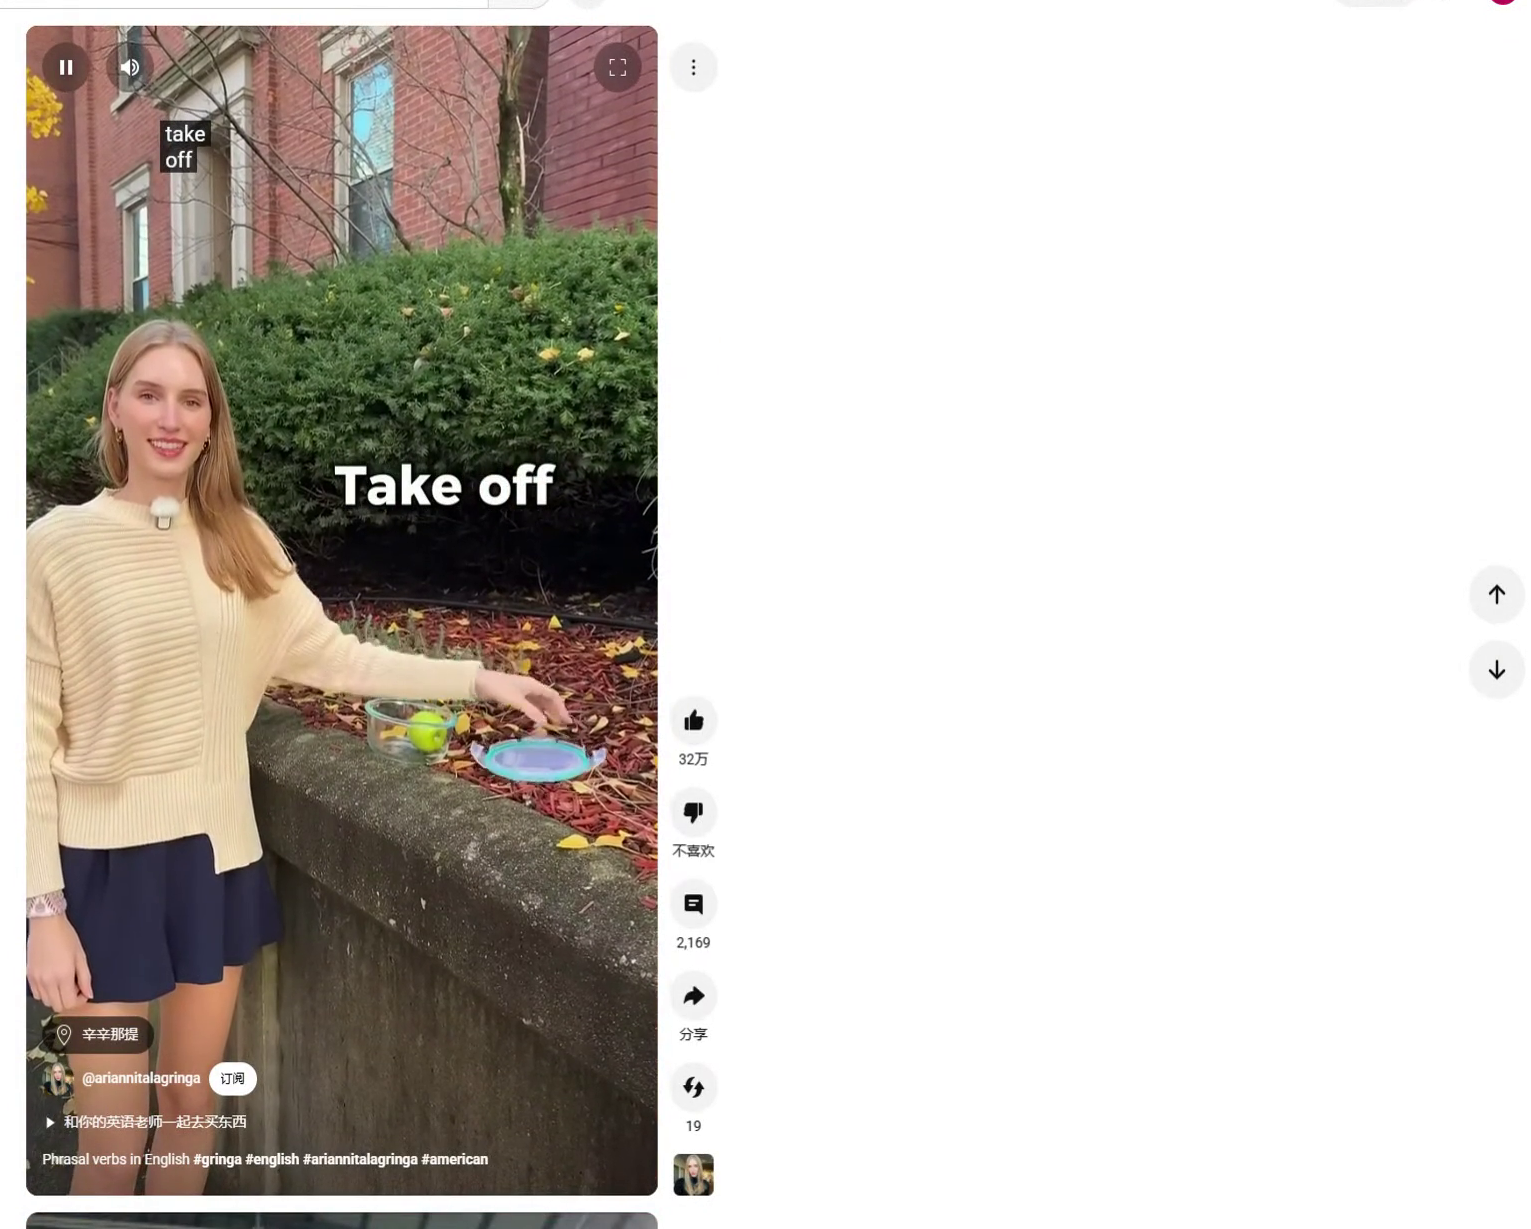 take
off
Take off
32万
不喜欢
2,169
分享
19
辛辛那提
@ariannitalagringa 订阅
和你的英语老师一起去买东西
Phrasal verbs in English #gringa #english #ariannitalagringa #american